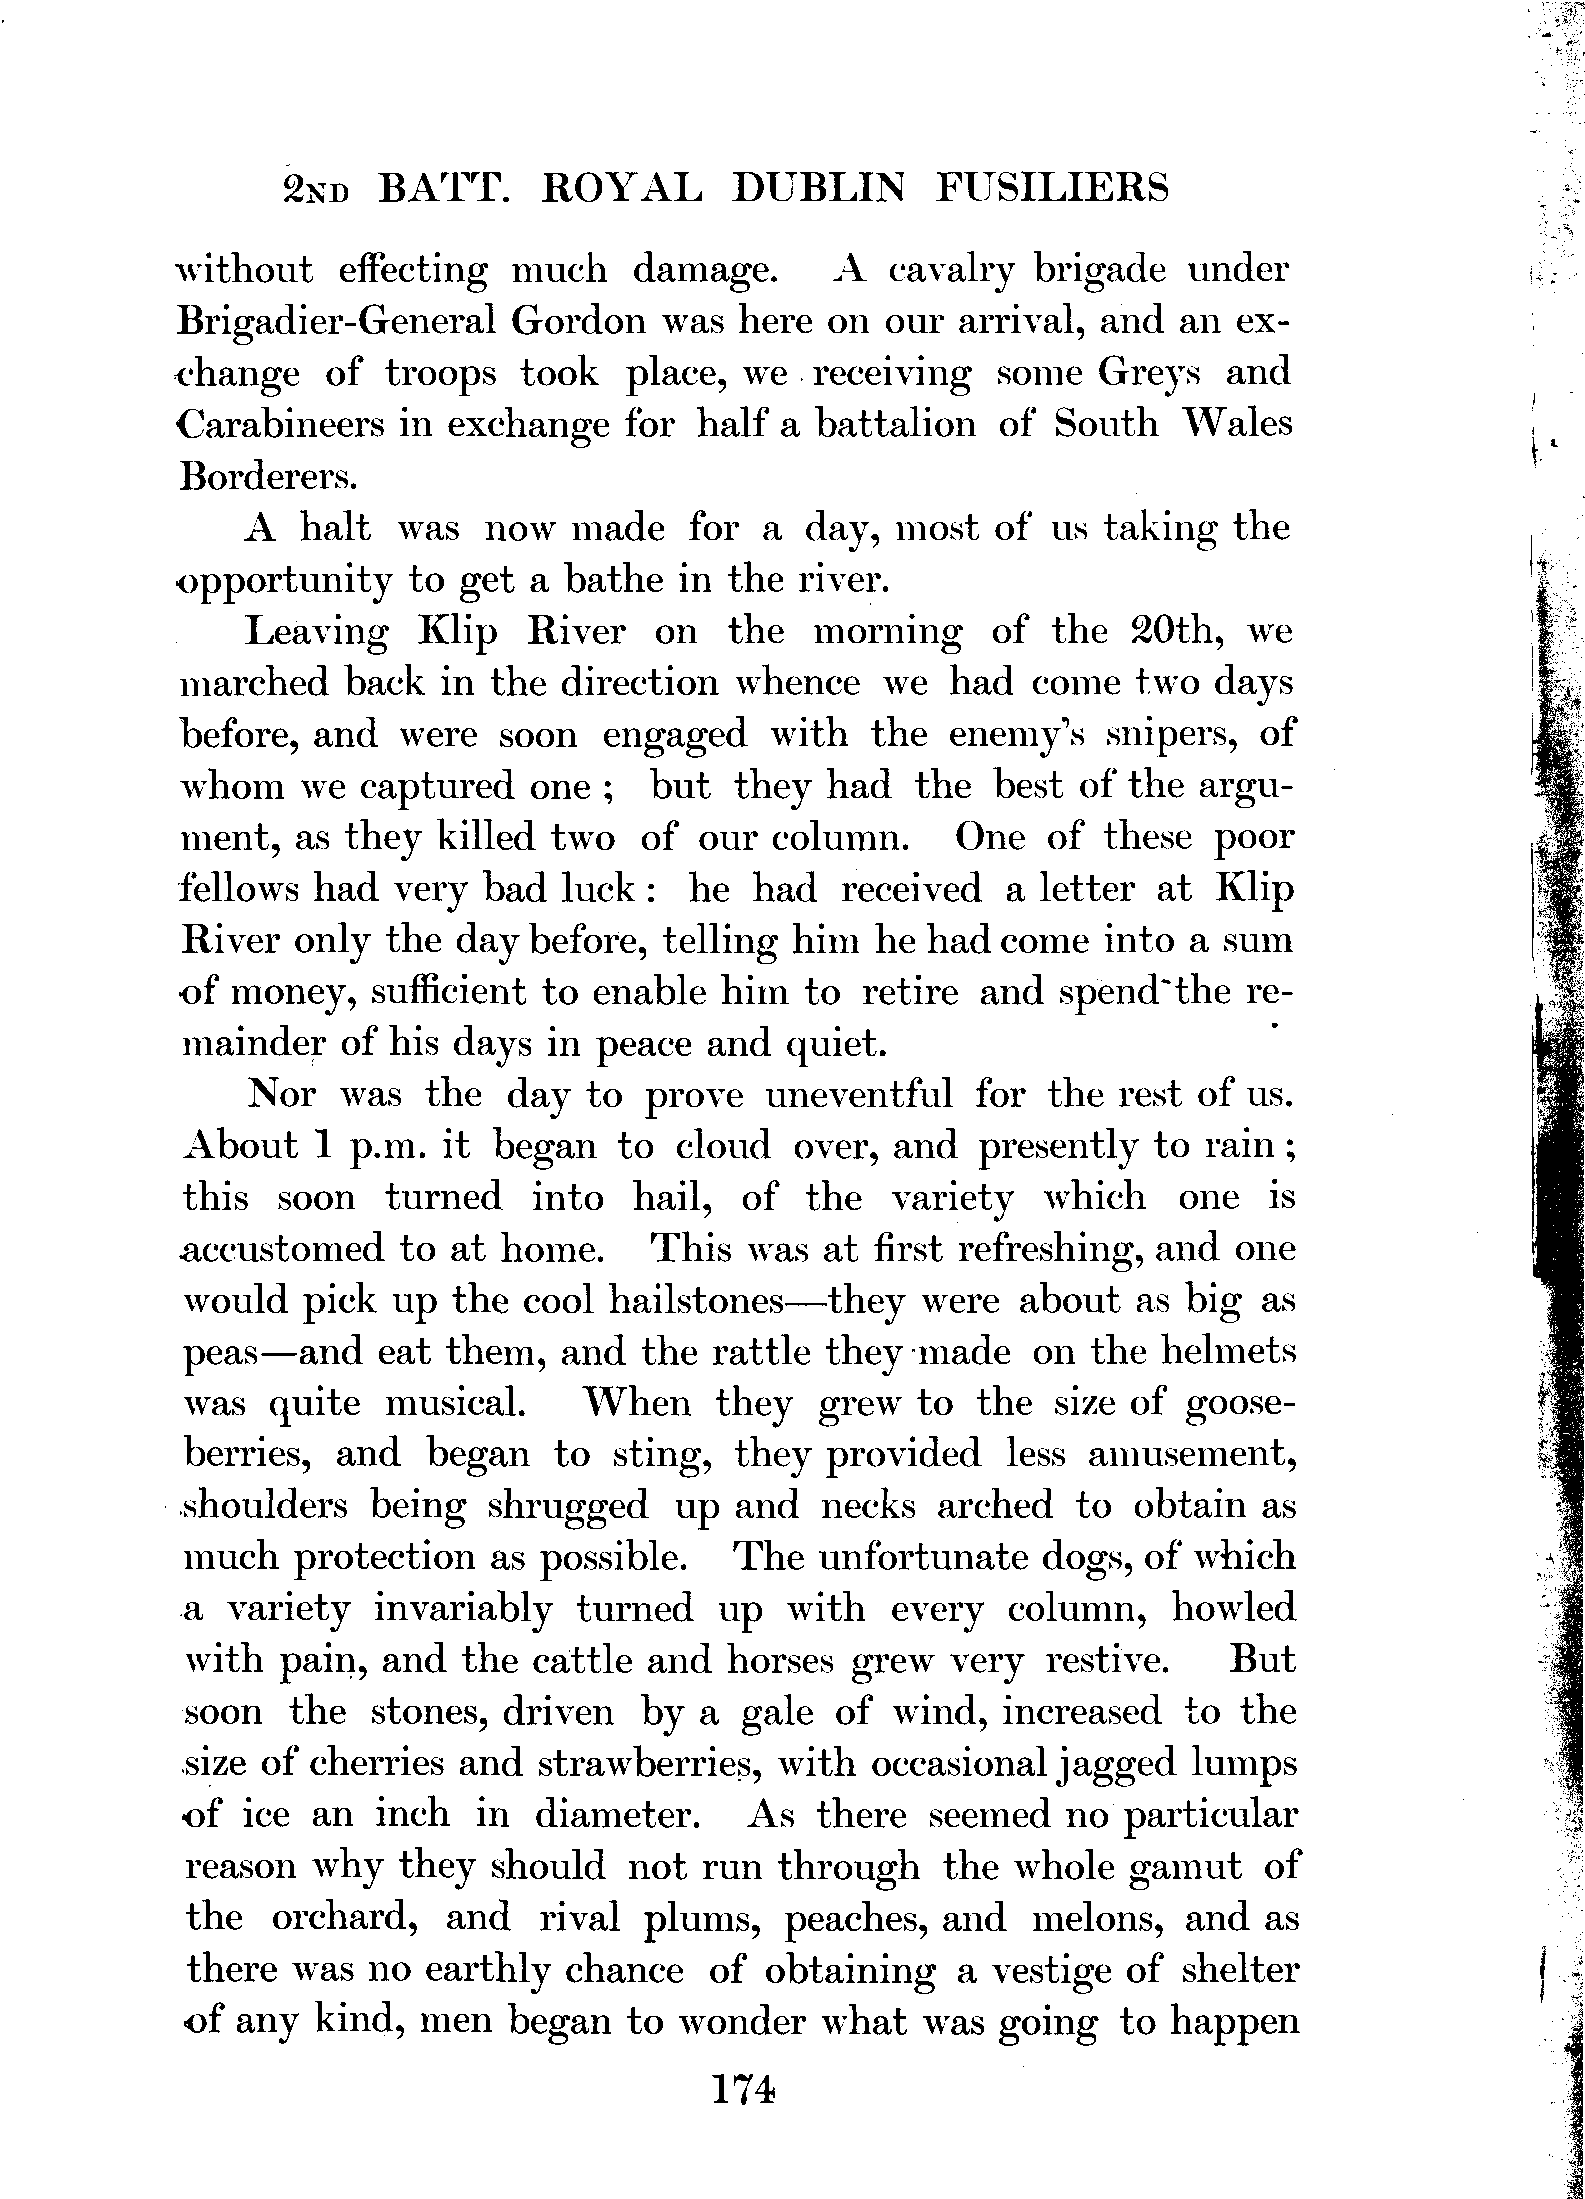 2ND BATT. ROYAL DUBLIN FUSILIERS
without effecting much damage. A cavalry brigade under
Brigadier-General Gordon was here on our arrival, and an ex-
change of troops took place, we receiving some Greys and
Carabineers in exchange for half a battalion of South Wales
Borderers.
A halt was now made for a day, most of us taking the
opportunity to get a bathe in the river.
Leaving Klip River on the morning of the 20th, we
marched back in the direction whence we had come two days
before, and were soon engaged with the enemy's snipers, of
whom we captured one ; but they had the best of the argu-
ment, as they killed two of our column. One of these poor
fellows had very bad luck : he had received a letter at Klip
River only the day before, telling him he had come into a sum
of money, sufficient to enable him to retire and spend the re-
mainder of his days in peace and quiet.
Nor was the day to prove uneventful for the rest of us.
About 1 p.m. it began to cloud over, and presently to rain ;
this soon turned into hail, of the variety which one is
accustomed to at home. This was at first refreshing, and one
would pick up the cool hailstones—they were about as big as
peas—and eat them, and the rattle they made on the helmets
was quite musical. When they grew to the size of goose-
berries, and began to sting, they provided less amusement,
shoulders being shrugged up and necks arched to obtain as
much protection as possible. The unfortunate dogs, of which
a variety invariably turned up with every column, howled
with pain, and the cattle and horses grew very restive. But
soon the stones, driven by a gale of wind, increased to the
size of cherries and strawberries, with occasional jagged lumps
of ice an inch in diameter. As there seemed no particular
reason why they should not run through the whole gamut of
the orchard, and rival plums, peaches, and melons, and as
there was no earthly chance of obtaining a vestige of shelter
of any kind, men began to wonder what was going to happen
174